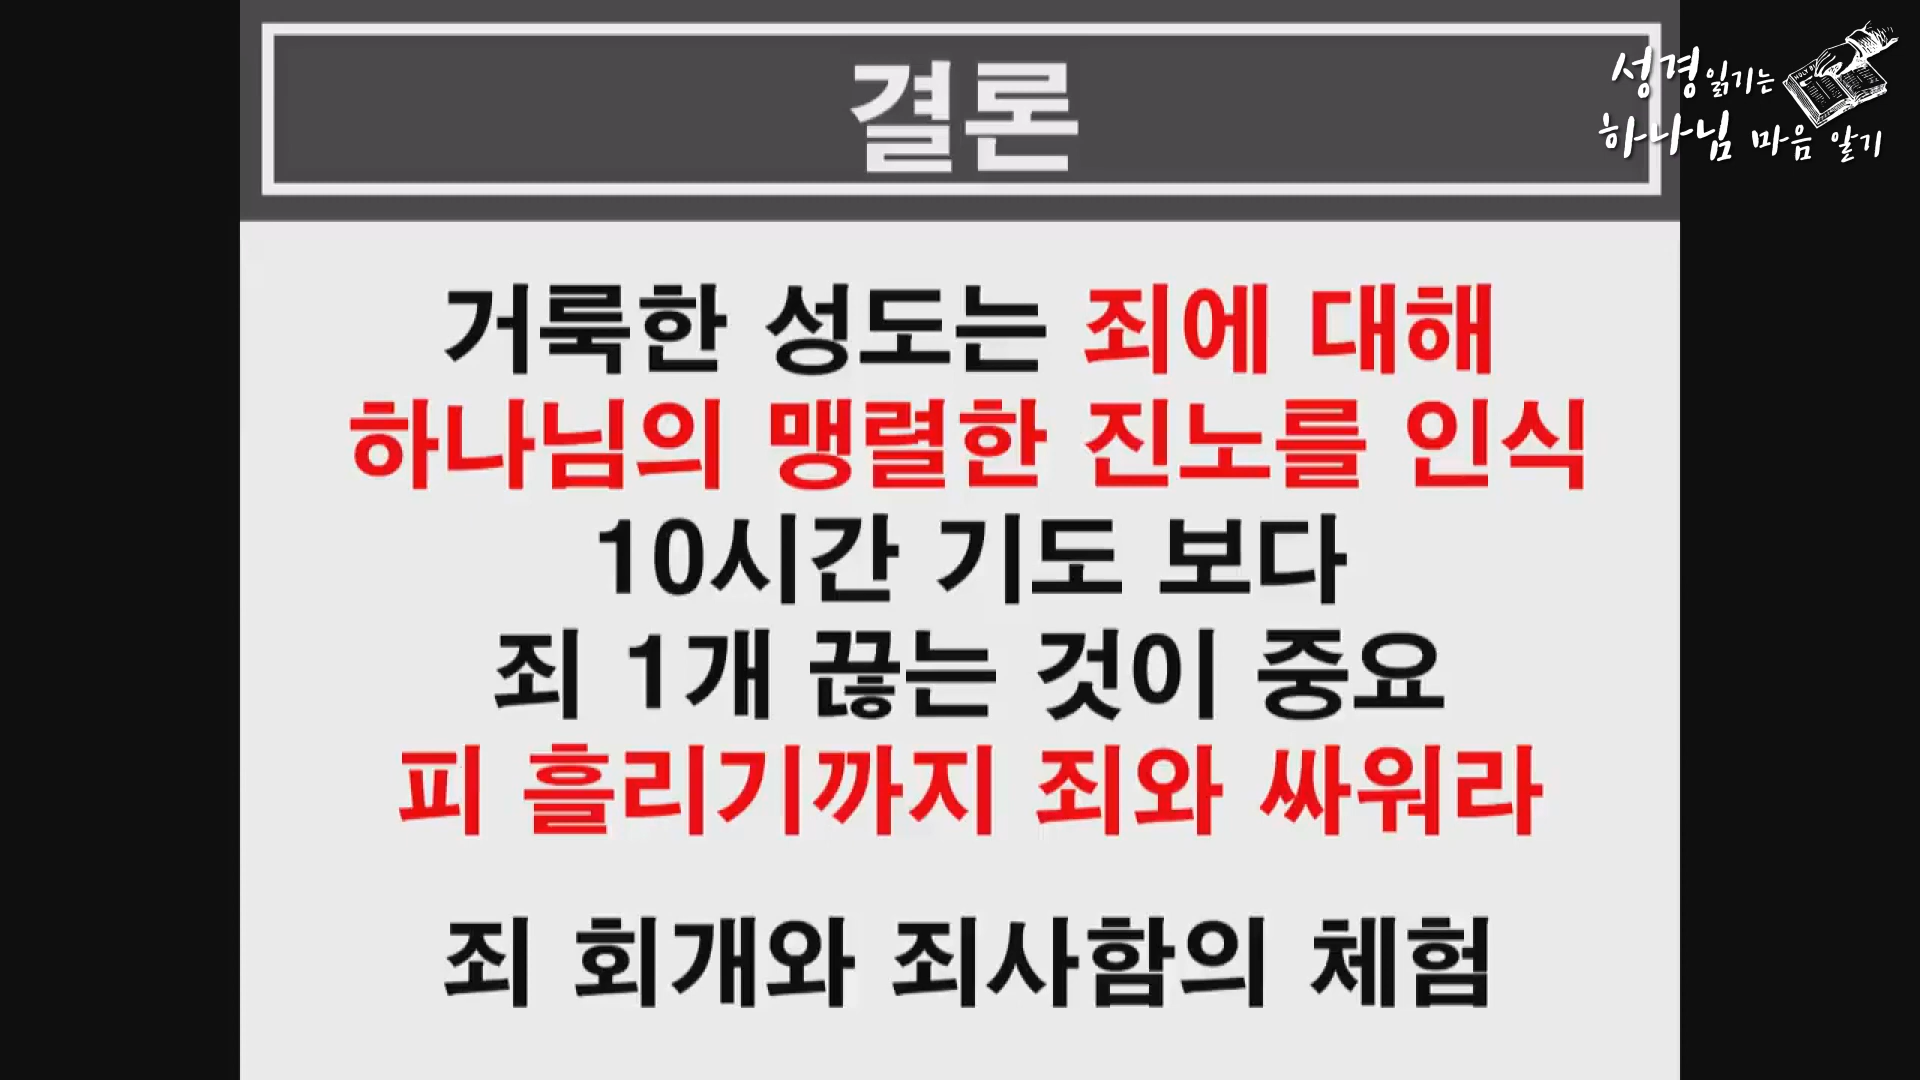 결론
성경 읽기는
하나님 마음 알기
거룩한 성도는 죄에 대해
하나님의 맹렬한 진노를 인식
10시간 기도 보다
죄 1개 끊는 것이 중요
피 흘리기까지 죄와 싸워라
죄 회개와 죄사함의 체험